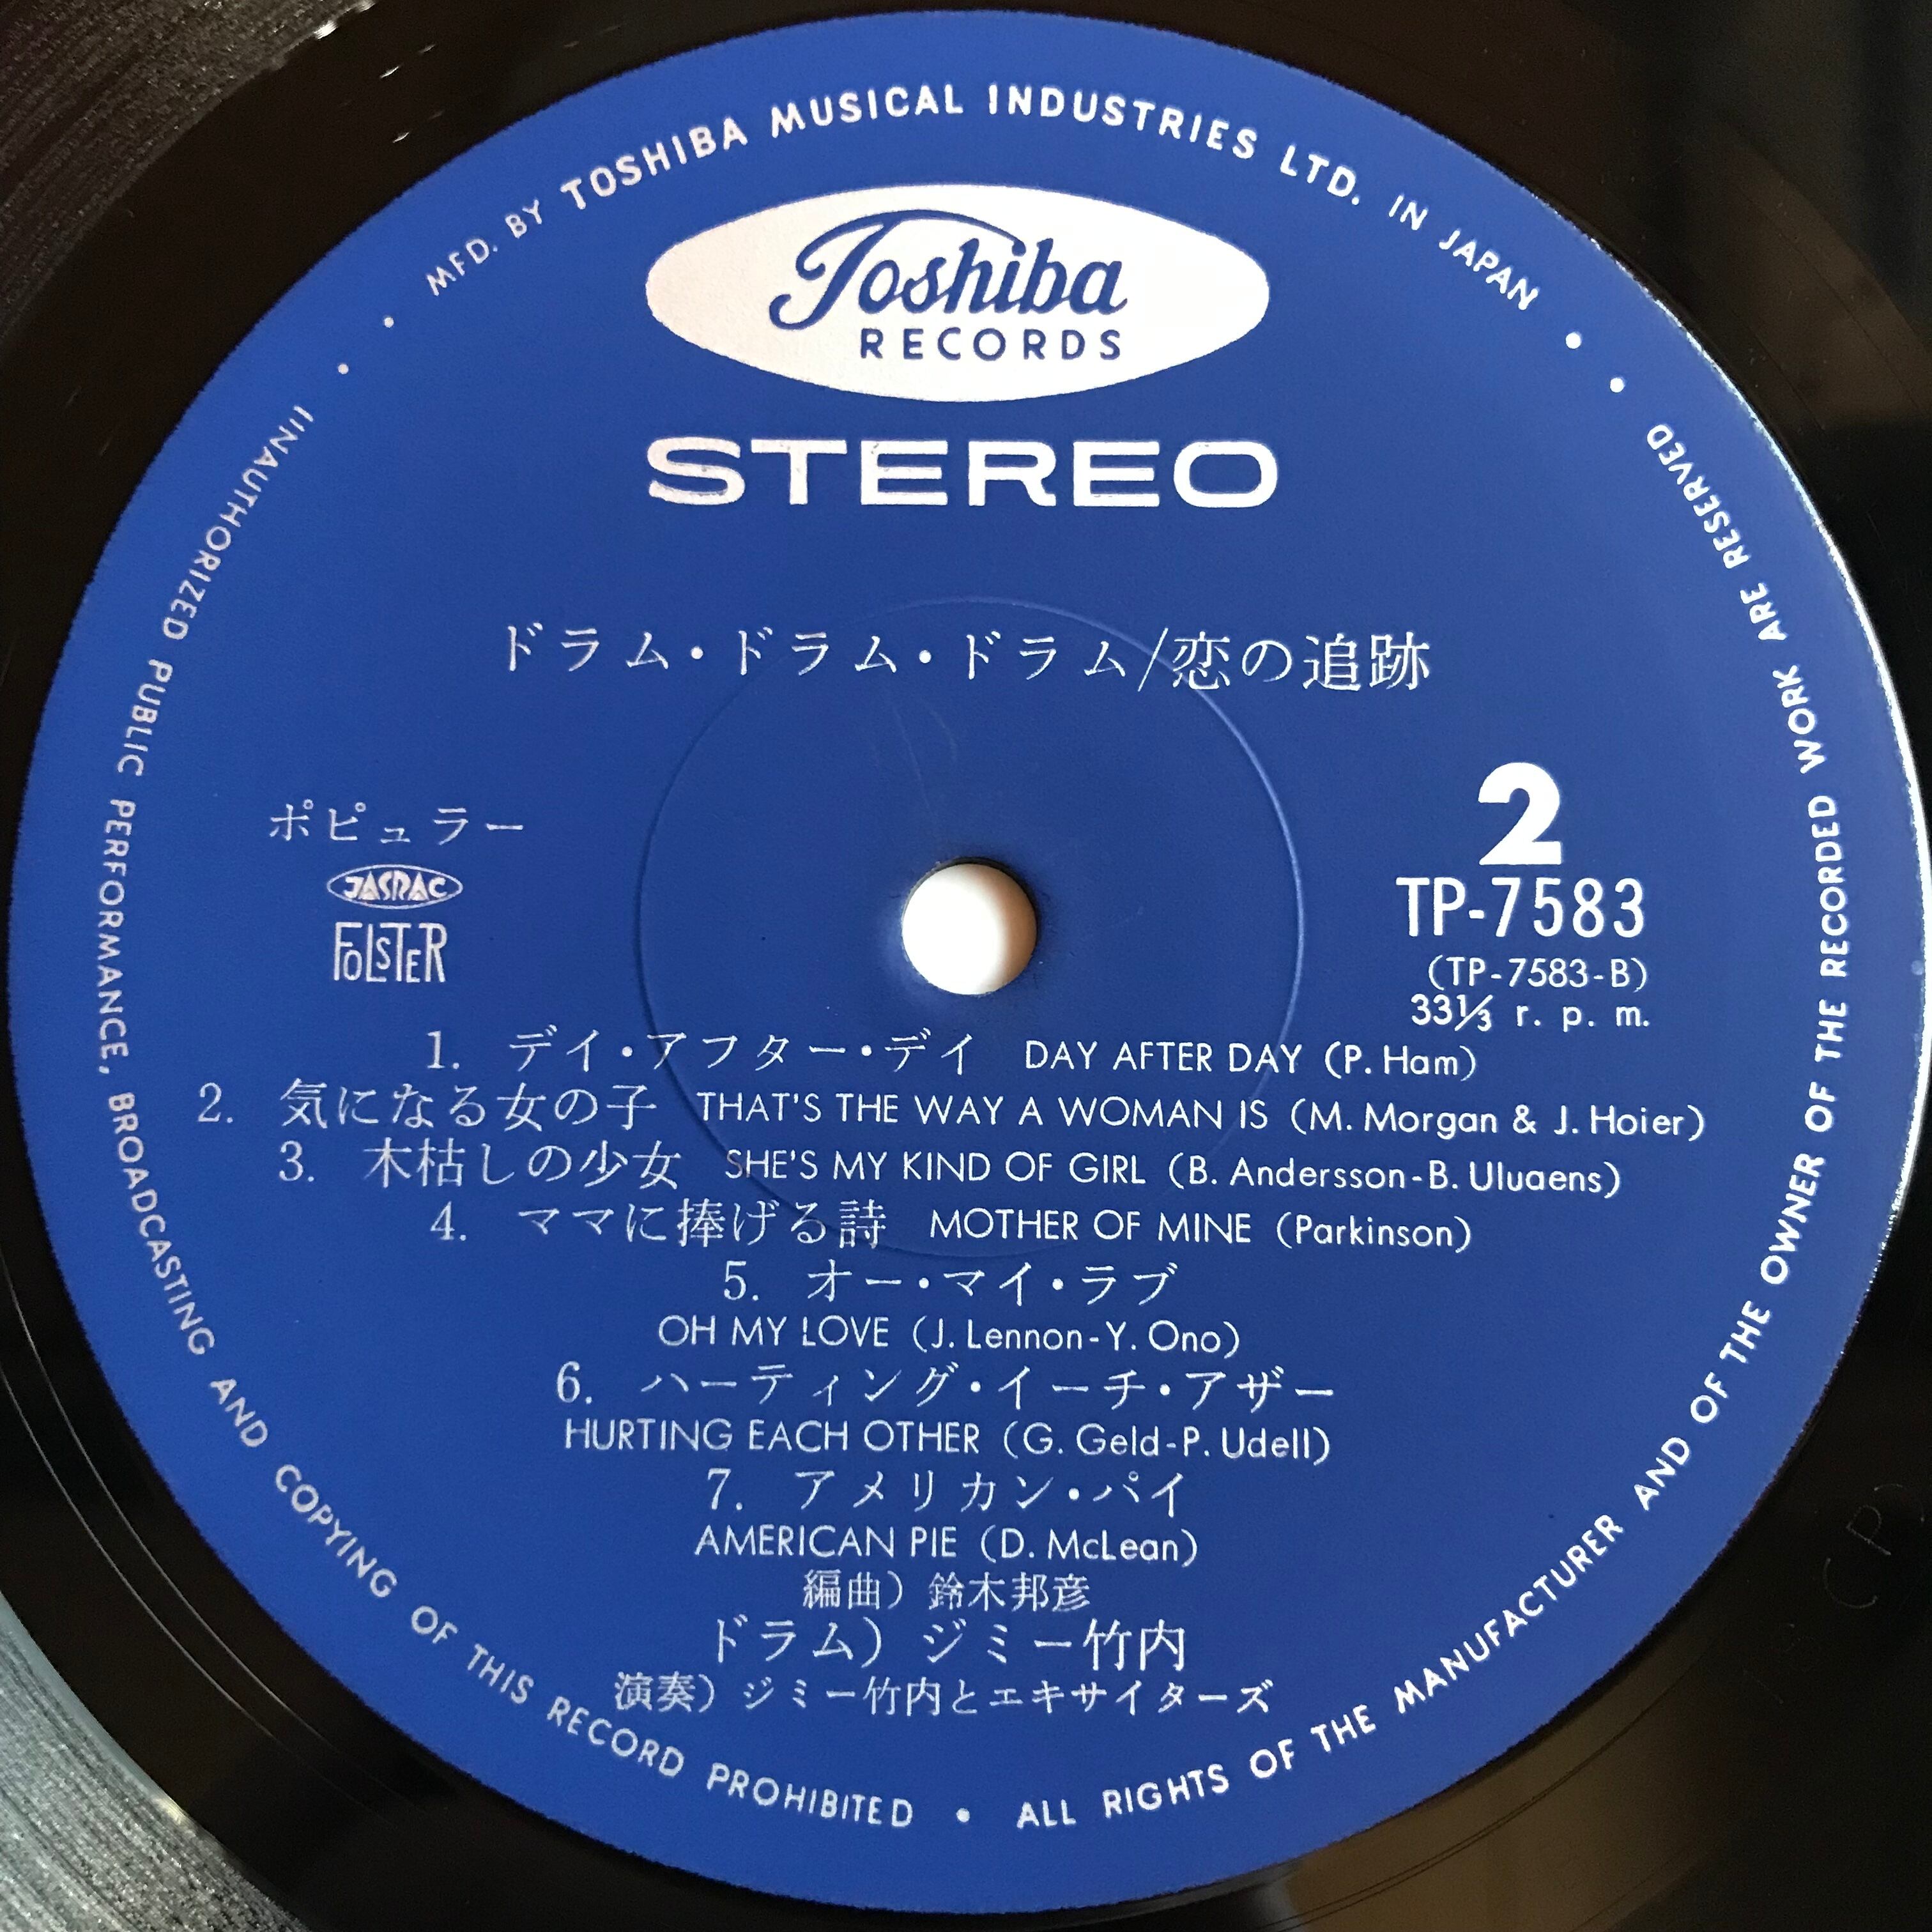 MFD. BY TOSHIBA MUSICAL INDUSTRIES LTD. IN JAPAN
Toshiba
RECORDS
STEREO
ドラム・ドラム・ドラム/恋の追跡
ポピュラー
JASRAC
FOLSTER
2
TP-7583
(TP-7583-B)
33⅓ r. p. m.
1. デイ・アフター・デイ DAY AFTER DAY (P. Ham)
2. 気になる女の子 THAT'S THE WAY A WOMAN IS (M. Morgan & J. Hoier)
3. 木枯しの少女 SHE'S MY KIND OF GIRL (B. Andersson-B. Uluaens)
4. ママに捧げる詩 MOTHER OF MINE (Parkinson)
5. オー・マイ・ラブ
OH MY LOVE (J. Lennon-Y. Ono)
6. ハーティング・イーチ・アザー
HURTING EACH OTHER (G. Geld-P. Udell)
7. アメリカン・パイ
AMERICAN PIE (D. McLean)
編曲) 鈴木邦彦
ドラム) ジミー竹内
演奏) ジミー竹内とエキサイターズ
UNAUTHORIZED PUBLIC PERFORMANCE, BROADCASTING AND COPYING OF THIS RECORD PROHIBITED • ALL RIGHTS OF THE MANUFACTURER AND OF THE OWNER OF THE RECORDED WORK ARE RESERVED